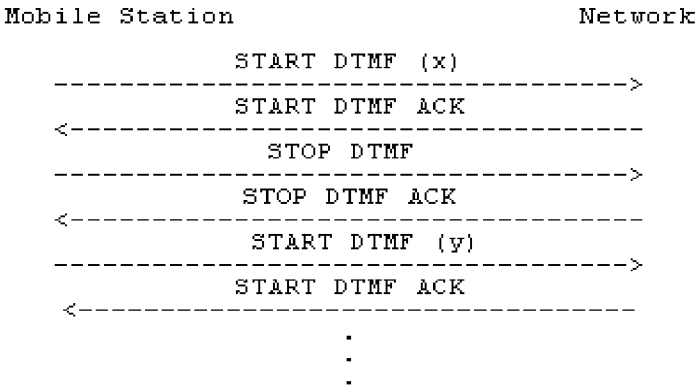 Mobile Station Network
START DTMF (x)
START DTMF ACK
STOP DTMF
STOP DTMF ACK
START DTMF (y)
START DTMF ACK